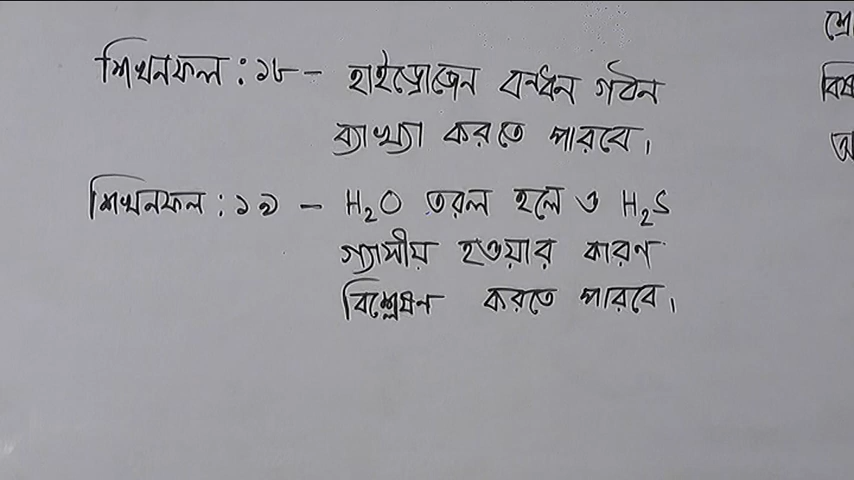 শিখনফল : ১৮ – হাইড্রোজেন বন্ধন গঠন
ব্যাখ্যা করতে পারবে।
শিখনফল : ১৯ – H₂O তরল হলে ও H₂S
গ্যাসীয় হওয়ার কারণ
বিশ্লেষণ করতে পারবে।